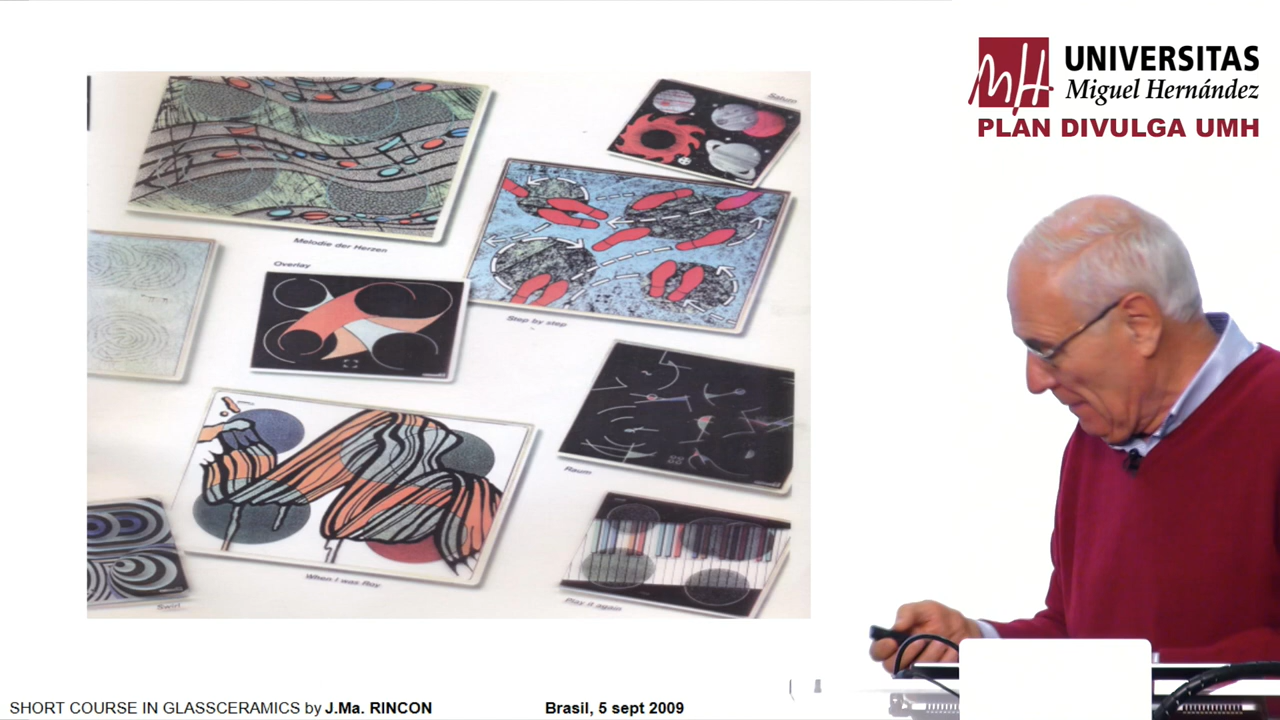 UNIVERSITAS
Miguel Hernández
PLAN DIVULGA UMH
Saturn
Melodie der Herzen
Overlay
Step by step
Raum
When I was Boy
Swirl
Play it again
SHORT COURSE IN GLASSCERAMICS by J.Ma. RINCON
Brasil, 5 sept 2009